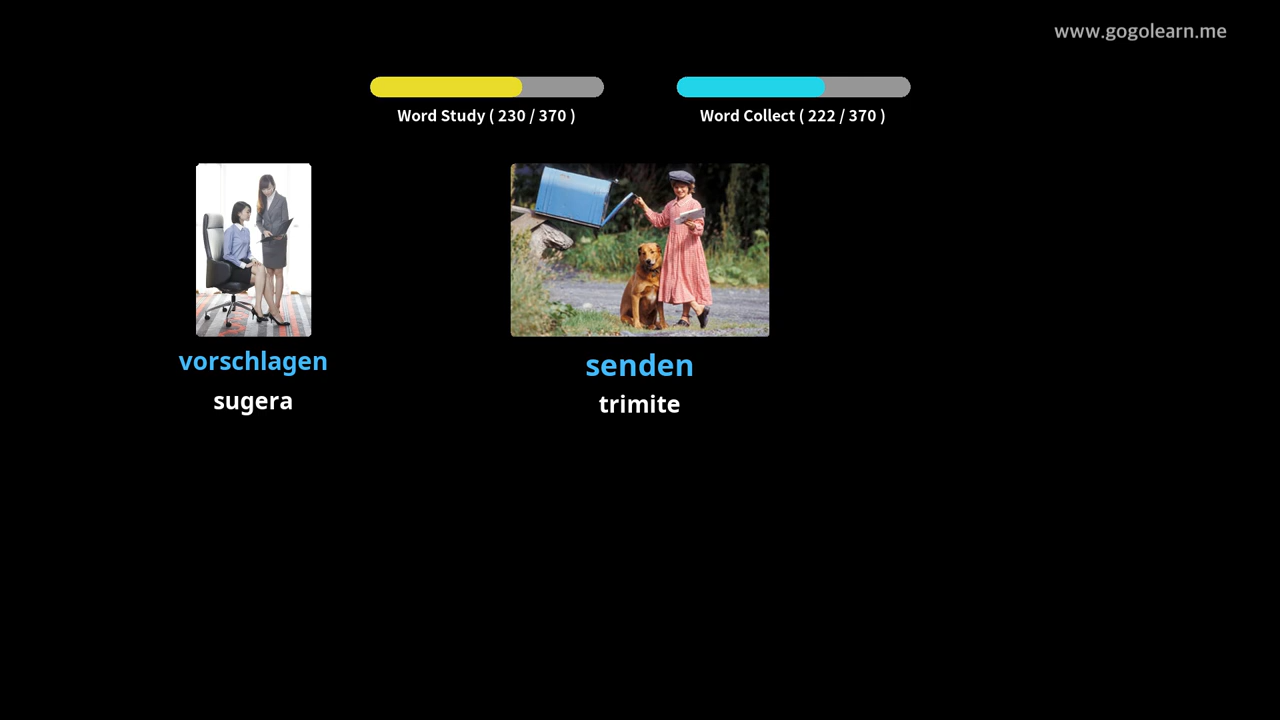 www.gogolearn.me
Word Study ( 230 / 370 )
Word Collect ( 222 / 370 )
vorschlagen
sugera
senden
trimite